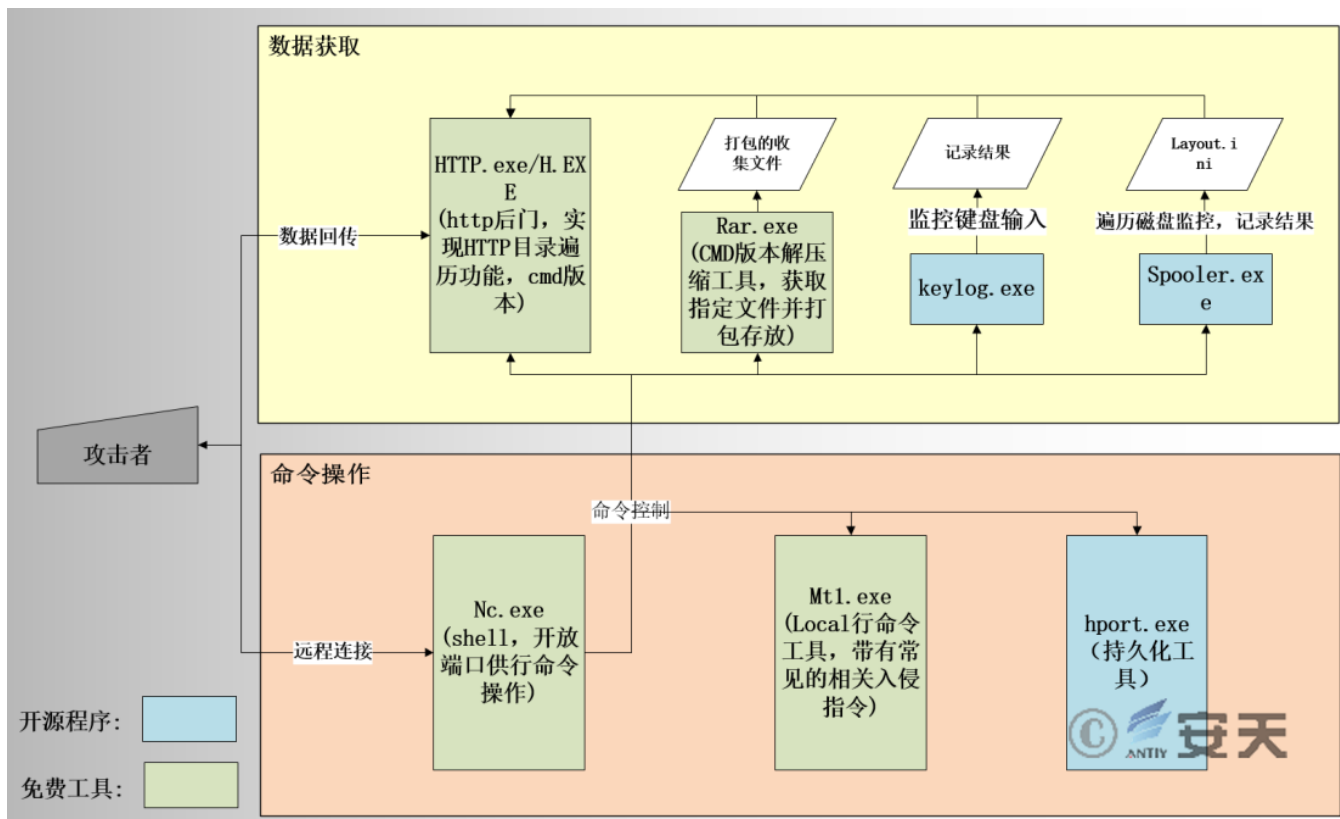 数据获取
HTTP.exe/H.EX
E
(http后门，实
现HTTP目录遍
历功能，cmd版
本)
打包的收
集文件
记录结果
Layout.i
ni
监控键盘输入
遍历磁盘监控，记录结果
Rar.exe
(CMD版本解压
缩工具，获取
指定文件并打
包存放)
keylog.exe
Spooler.ex
e
数据回传
攻击者
命令操作
命令控制
远程连接
Nc.exe
(shell，开放
端口供行命令
操作)
Mt1.exe
(Local行命令
工具，带有常
见的相关入侵
指令)
hport.exe
（持久化工
具）
开源程序:
免费工具:
© ANTIY 安天